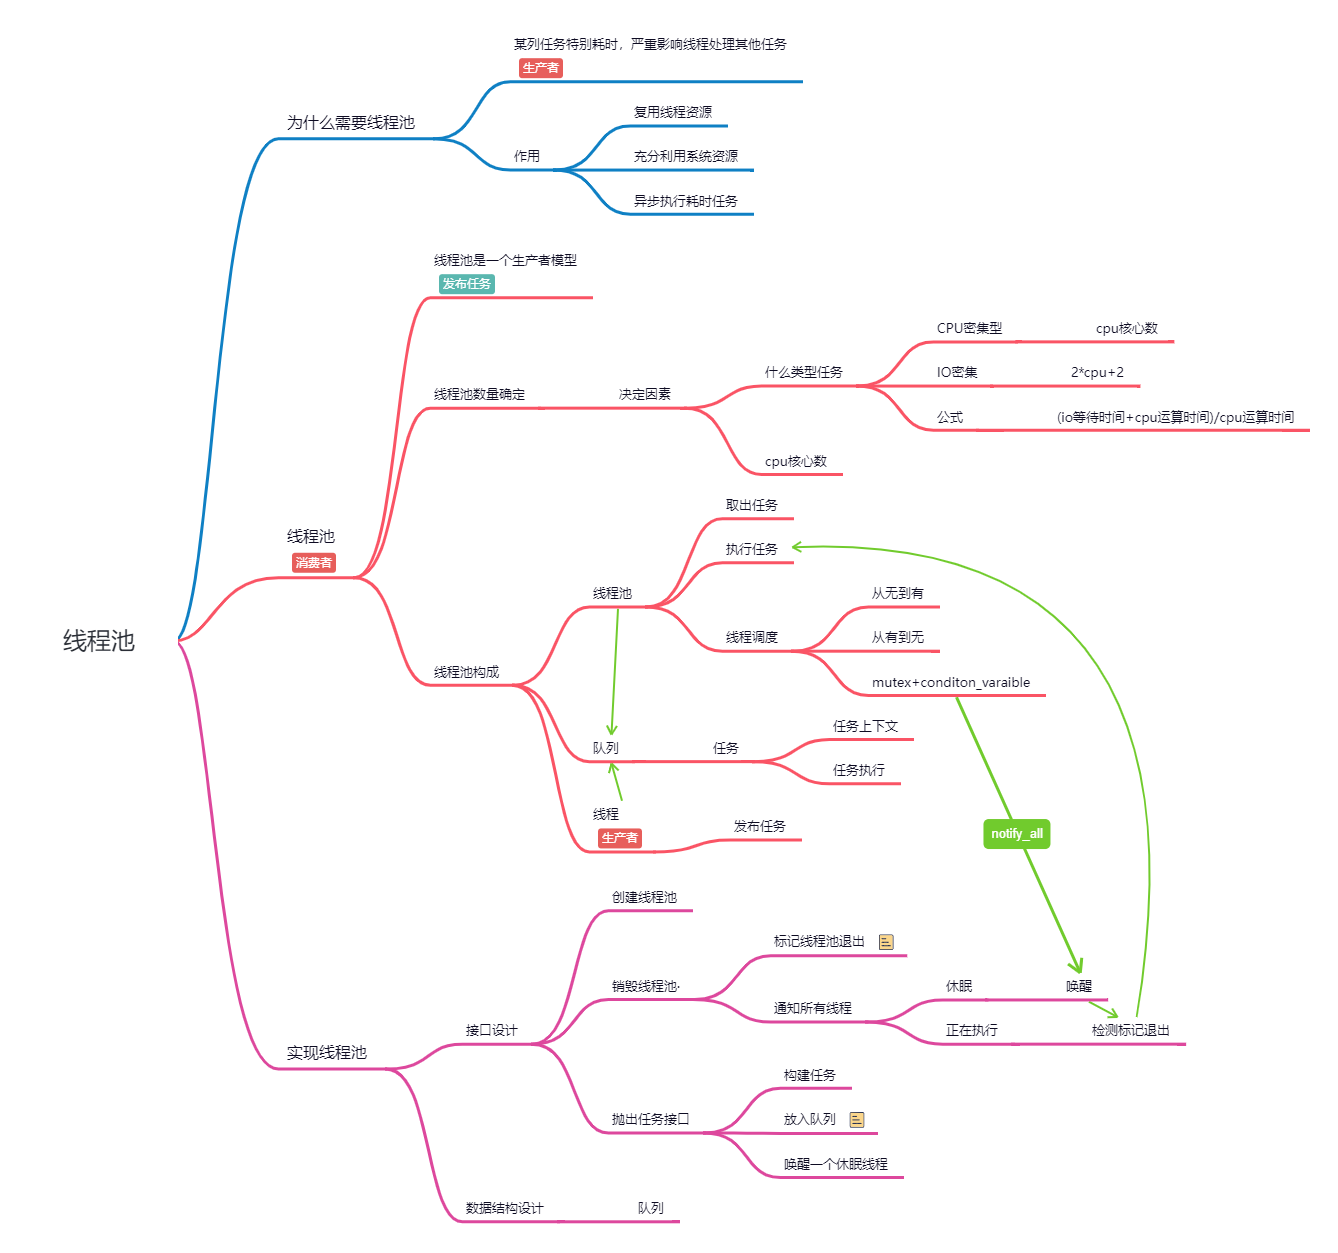 某列任务特别耗时，严重影响线程处理其他任务
生产者
为什么需要线程池
复用线程资源
作用
充分利用系统资源
异步执行耗时任务
线程池是一个生产者模型
发布任务
CPU密集型
cpu核心数
什么类型任务
IO密集
2*cpu+2
线程池数量确定
决定因素
公式
(io等待时间+cpu运算时间)/cpu运算时间
cpu核心数
取出任务
线程池
消费者
执行任务
线程池
从无到有
线程调度
从有到无
线程池
线程池构成
mutex+conditon_varaible
任务上下文
队列
任务
任务执行
线程
生产者
发布任务
notify_all
创建线程池
标记线程池退出
销毁线程池·
休眠
唤醒
通知所有线程
接口设计
正在执行
检测标记退出
实现线程池
构建任务
抛出任务接口
放入队列
唤醒一个休眠线程
数据结构设计
队列